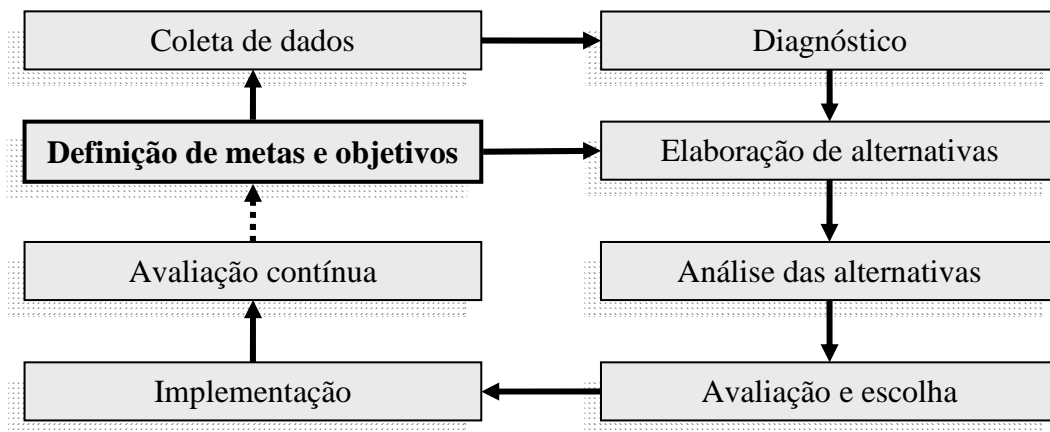 Coleta de dados
Diagnóstico
Definição de metas e objetivos
Elaboração de alternativas
Avaliação contínua
Análise das alternativas
Implementação
Avaliação e escolha